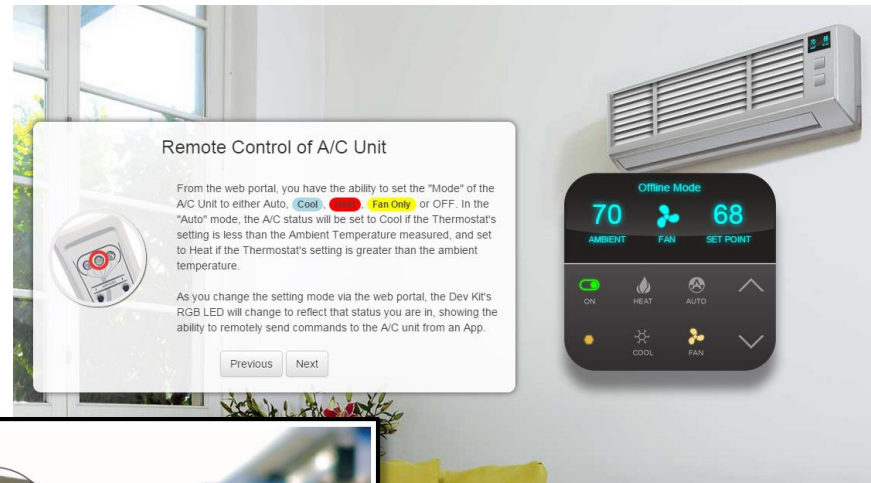 Remote Control of A/C Unit
From the web portal, you have the ability to set the "Mode" of the
A/C Unit to either Auto, Cool, Heat, Fan Only or OFF. In the
"Auto" mode, the A/C status will be set to Cool if the Thermostat's
setting is less than the Ambient Temperature measured, and set
to Heat if the Thermostat's setting is greater than the ambient
temperature.
As you change the setting mode via the web portal, the Dev Kit's
RGB LED will change to reflect that status you are in, showing the
ability to remotely send commands to the A/C unit from an App.
Previous Next
Offline Mode
70 68
AMBIENT FAN SET POINT
ON HEAT AUTO
COOL FAN